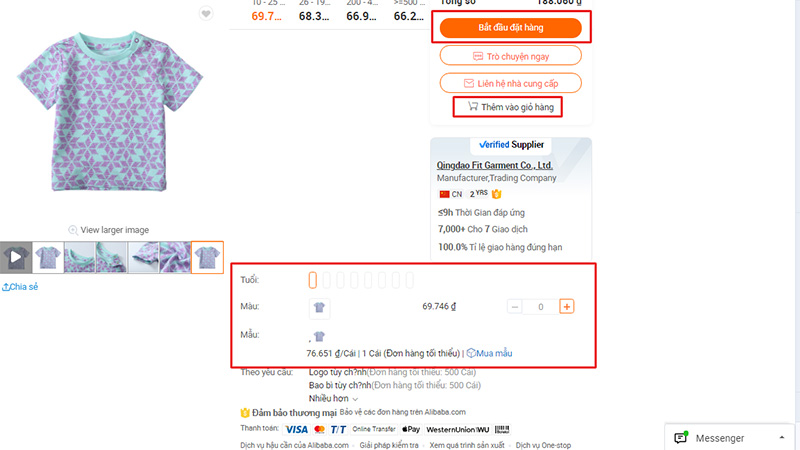 10 - 25 ... 26 - 19... 200 - 4... >=500 ...
69.7... 68.3... 66.9... 66.2...
Tổng số 188.060 ₫
Bắt đầu đặt hàng
Trò chuyện ngay
Liên hệ nhà cung cấp
Thêm vào giỏ hàng
View larger image
Chia sẻ
Verified Supplier
Qingdao Fit Garment Co., Ltd.
Manufacturer,Trading Company
CN 2 YRS
≤9h Thời Gian đáp ứng
7,000+ Cho 7 Giao dịch
100.0% Tỉ lệ giao hàng đúng hạn
Tuổi:
Màu: 69.746 ₫ − 0 +
Mẫu:
76.651 ₫/Cái | 1 Cái (Đơn hàng tối thiểu) | Mua mẫu
Theo yêu cầu: Logo tùy ch?nh(Đơn hàng tối thiểu: 500 Cái)
Bao bì tùy ch?nh(Đơn hàng tối thiểu: 500 Cái)
Nhiều hơn
Đảm bảo thương mại Bảo vệ các đơn hàng trên Alibaba.com
Thanh toán: VISA T/T Online Transfer Pay WesternUnion WU
Dịch vụ hậu cần của Alibaba.com · Giải pháp kiểm tra · Xem quá trình sản xuất · Dịch vụ One-stop
Messenger